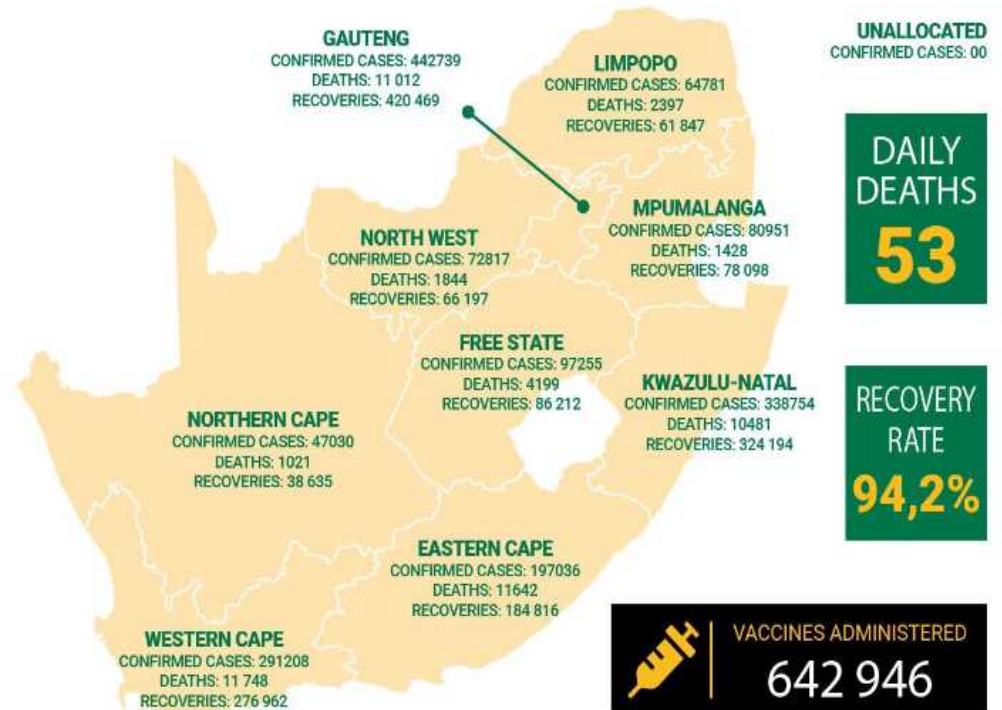 GAUTENG
CONFIRMED CASES: 442739
DEATHS: 11 012
RECOVERIES: 420 469
LIMPOPO
CONFIRMED CASES: 64781
DEATHS: 2397
RECOVERIES: 61 847
UNALLOCATED
CONFIRMED CASES: 00
DAILY
DEATHS
53
MPUMALANGA
CONFIRMED CASES: 80951
DEATHS: 1428
RECOVERIES: 78 098
NORTH WEST
CONFIRMED CASES: 72817
DEATHS: 1844
RECOVERIES: 66 197
FREE STATE
CONFIRMED CASES: 97255
DEATHS: 4199
RECOVERIES: 86 212
KWAZULU-NATAL
CONFIRMED CASES: 338754
DEATHS: 10481
RECOVERIES: 324 194
RECOVERY
RATE
94,2%
NORTHERN CAPE
CONFIRMED CASES: 47030
DEATHS: 1021
RECOVERIES: 38 635
EASTERN CAPE
CONFIRMED CASES: 197036
DEATHS: 11642
RECOVERIES: 184 816
WESTERN CAPE
CONFIRMED CASES: 291208
DEATHS: 11 748
RECOVERIES: 276 962
VACCINES ADMINISTERED
642 946